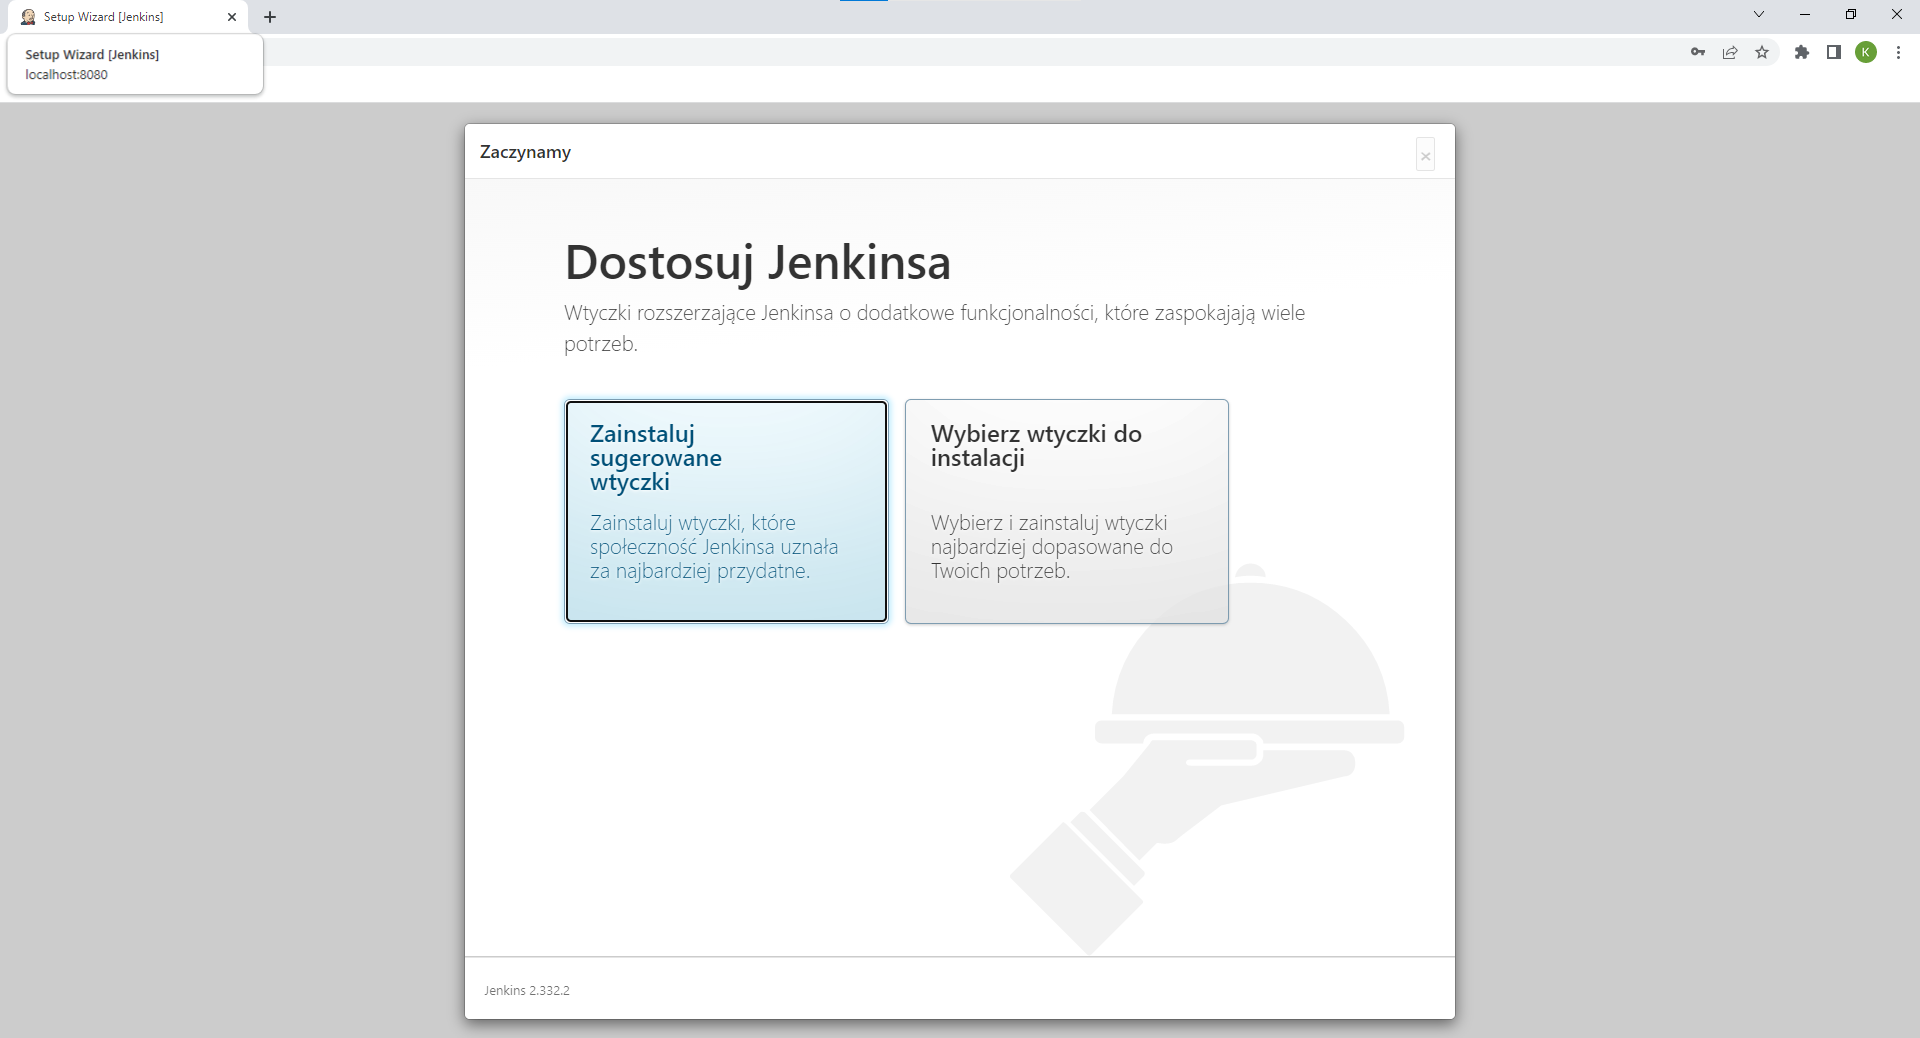 Setup Wizard [Jenkins]
Setup Wizard [Jenkins]
localhost:8080
K
Zaczynamy
Dostosuj Jenkinsa
Wtyczki rozszerzające Jenkinsa o dodatkowe funkcjonalności, które zaspokajają wiele
potrzeb.
Zainstaluj
sugerowane
wtyczki
Zainstaluj wtyczki, które
społeczność Jenkinsa uznała
za najbardziej przydatne.
Wybierz wtyczki do
instalacji
Wybierz i zainstaluj wtyczki
najbardziej dopasowane do
Twoich potrzeb.
Jenkins 2.332.2